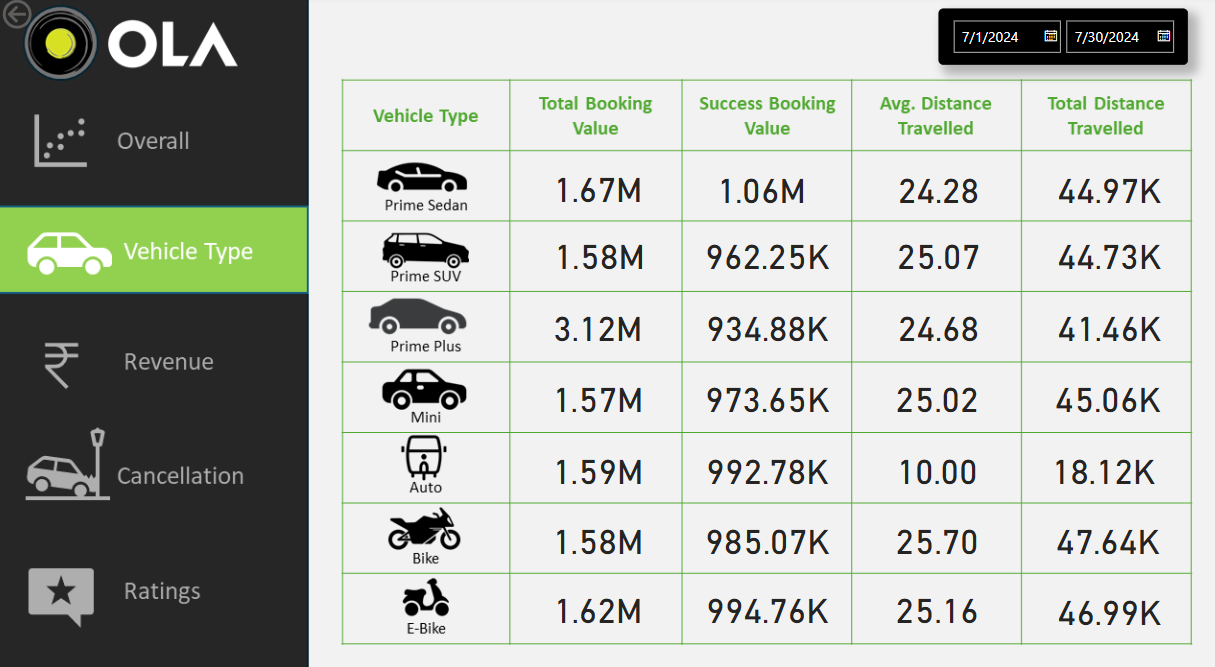 OLA
7/1/2024 7/30/2024
Overall
Vehicle Type
Revenue
Cancellation
Ratings
Vehicle Type Total Booking Value Success Booking Value Avg. Distance Travelled Total Distance Travelled
Prime Sedan 1.67M 1.06M 24.28 44.97K
Prime SUV 1.58M 962.25K 25.07 44.73K
Prime Plus 3.12M 934.88K 24.68 41.46K
Mini 1.57M 973.65K 25.02 45.06K
Auto 1.59M 992.78K 10.00 18.12K
Bike 1.58M 985.07K 25.70 47.64K
E-Bike 1.62M 994.76K 25.16 46.99K